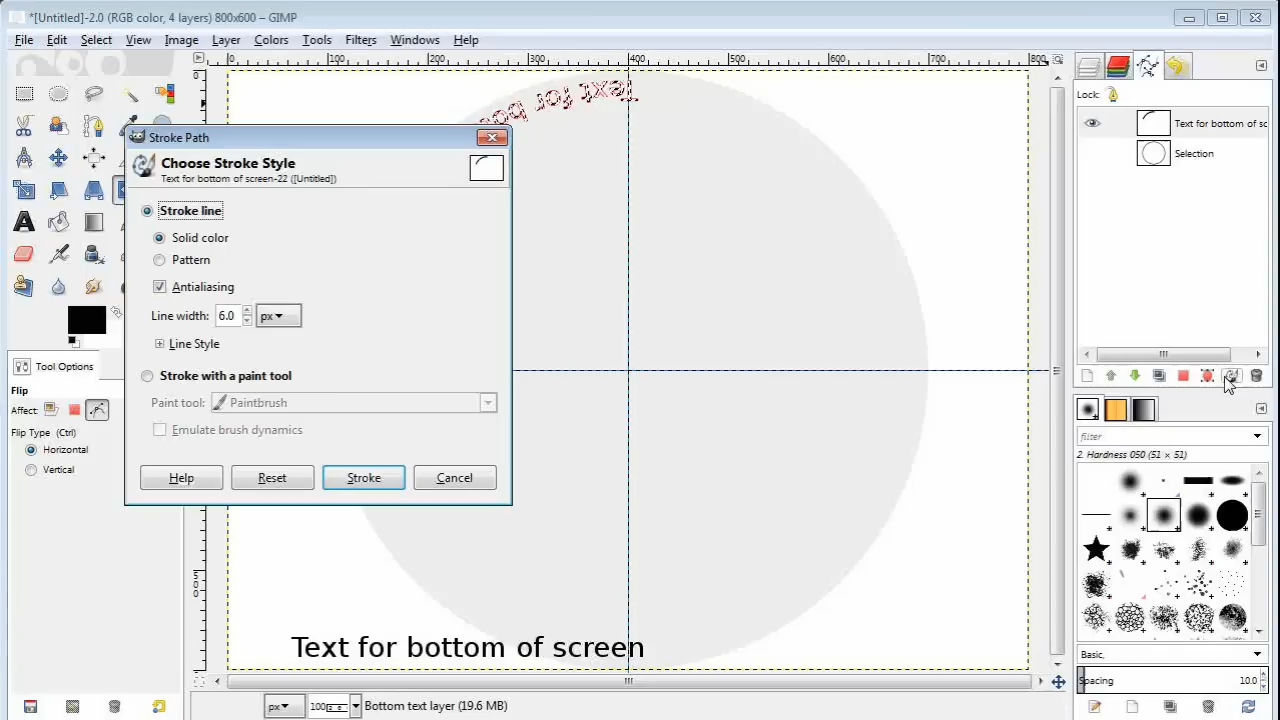 *[Untitled]-2.0 (RGB color, 4 layers) 800x600 – GIMP
File Edit Select View Image Layer Colors Tools Filters Windows Help
0 100 200 300 400 500 600 700 800
Text for bo
Lock:
Text for bottom of sc
Selection
Stroke Path
Choose Stroke Style
Text for bottom of screen-22 ([Untitled])
Stroke line
Solid color
Pattern
Antialiasing
Line width: 6.0 px
Line Style
Stroke with a paint tool
Paint tool: Paintbrush
Emulate brush dynamics
Help Reset Stroke Cancel
Tool Options
Flip
Affect:
Flip Type (Ctrl)
Horizontal
Vertical
filter
2. Hardness 050 (51 × 51)
Basic,
Spacing 10.0
Text for bottom of screen
px 100 Bottom text layer (19.6 MB)